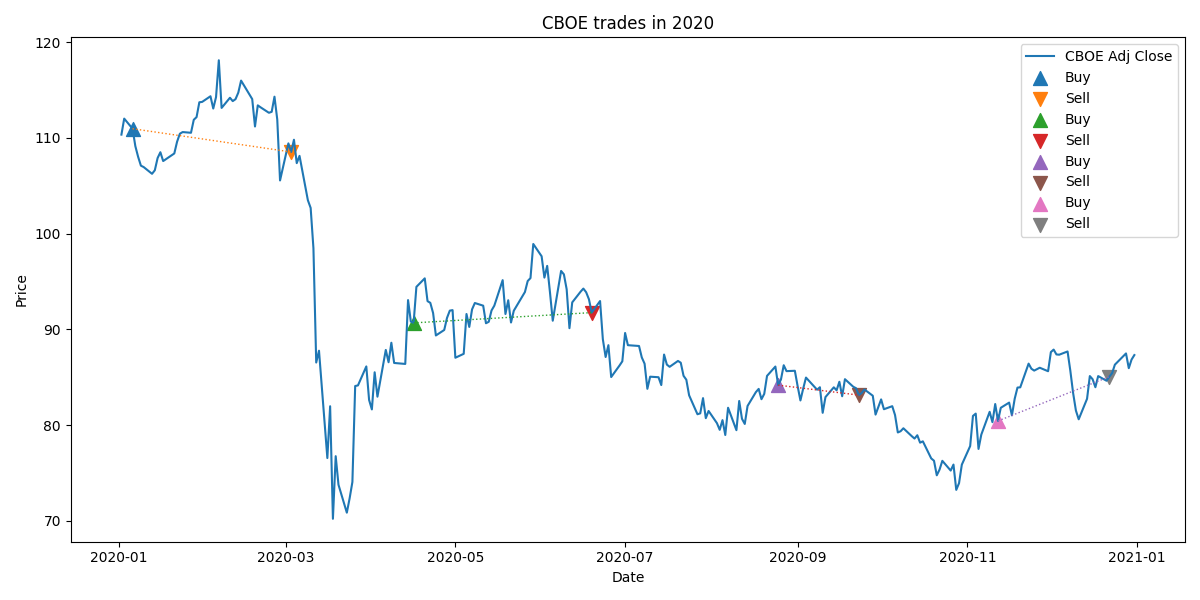 CBOE trades in 2020
120
110
100
90
80
70
Price
2020-01
2020-03
2020-05
2020-07
2020-09
2020-11
2021-01
Date
CBOE Adj Close
Buy
Sell
Buy
Sell
Buy
Sell
Buy
Sell